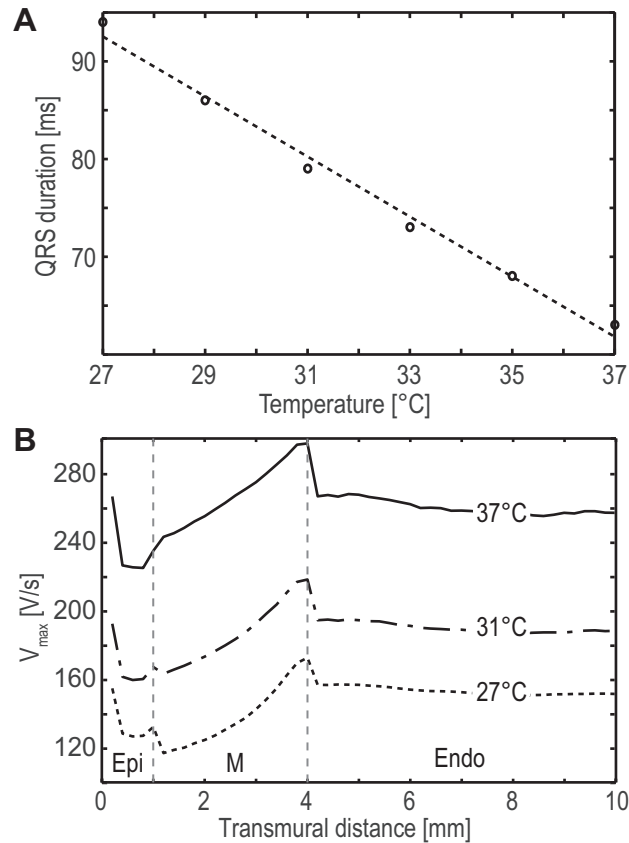 A
90
80
70
QRS duration [ms]
27 29 31 33 35 37
Temperature [°C]
B
280
240
200
160
120
Vmax [V/s]
37°C
31°C
27°C
Epi M Endo
0 2 4 6 8 10
Transmural distance [mm]